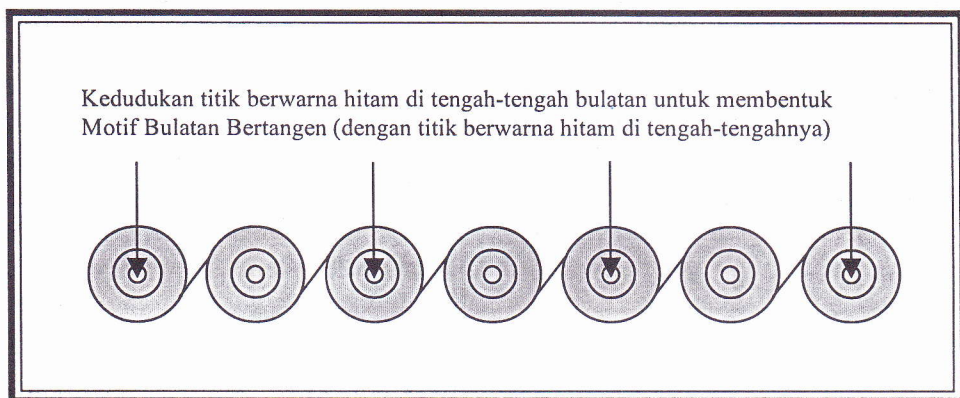 Kedudukan titik berwarna hitam di tengah-tengah bulatan untuk membentuk
Motif Bulatan Bertangen (dengan titik berwarna hitam di tengah-tengahnya)